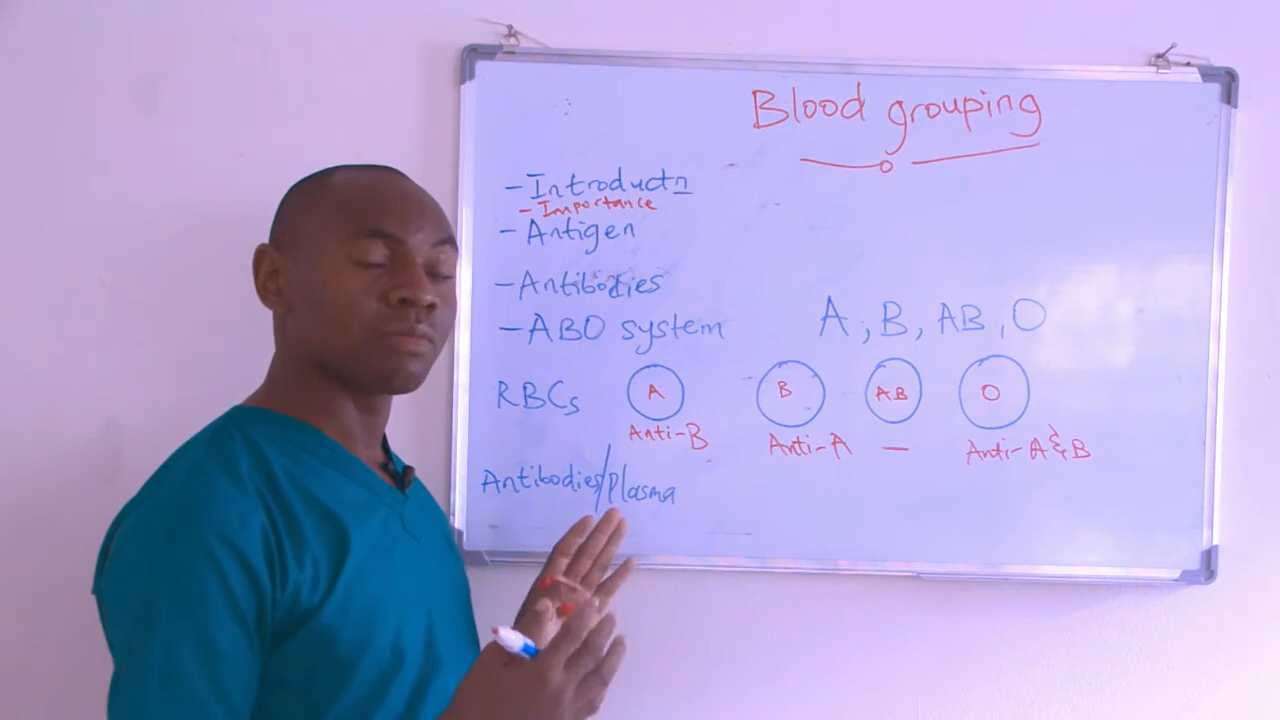 Blood grouping
- Introductn
- Importance
- Antigen
- Antibodies
- ABO system
A, B, AB, O
RBCs A B AB O
Anti-B Anti-A — Anti-A & B
Antibodies/Plasma